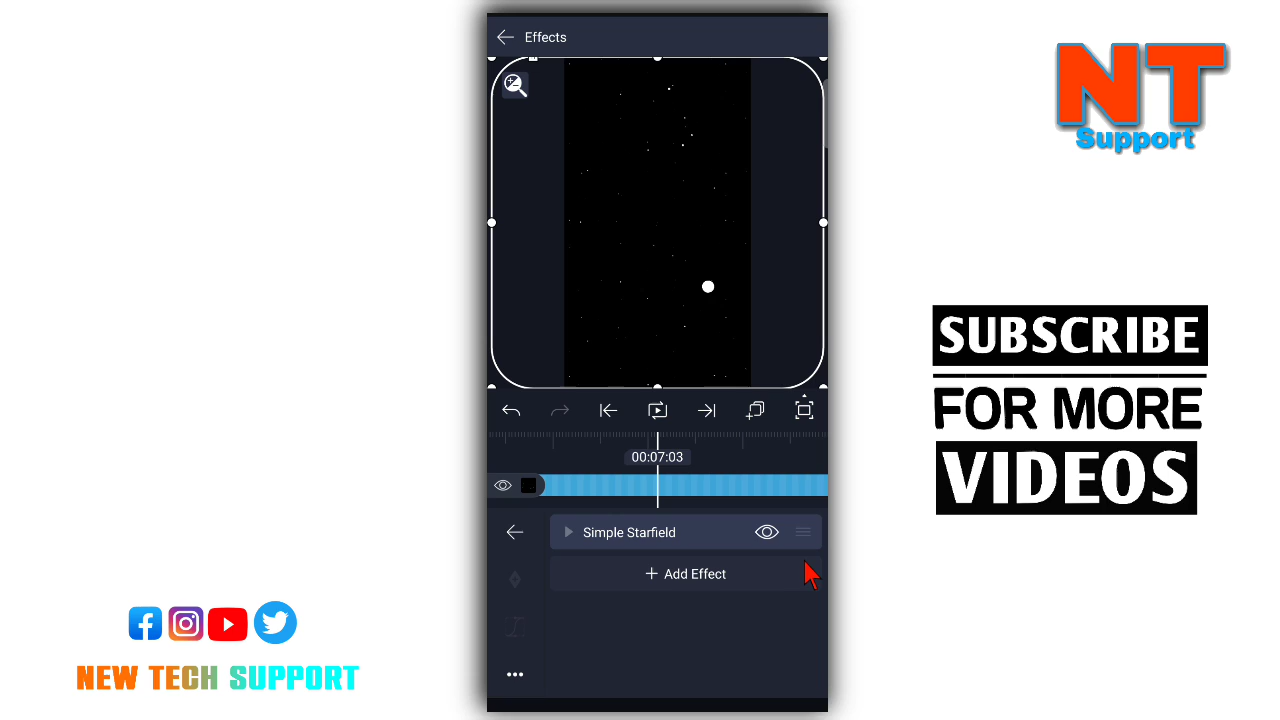 Effects
NT
Support
SUBSCRIBE
FOR MORE
VIDEOS
00:07:03
Simple Starfield
+ Add Effect
NEW TECH SUPPORT